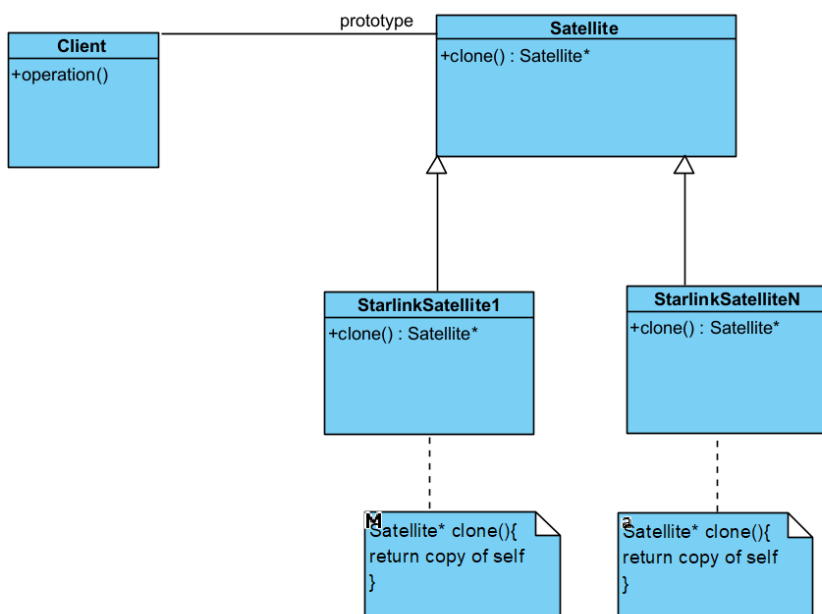 prototype
Client
+operation()
Satellite
+clone() : Satellite*
StarlinkSatellite1
+clone() : Satellite*
StarlinkSatelliteN
+clone() : Satellite*
M
Satellite* clone(){
return copy of self
}
a
Satellite* clone(){
return copy of self
}